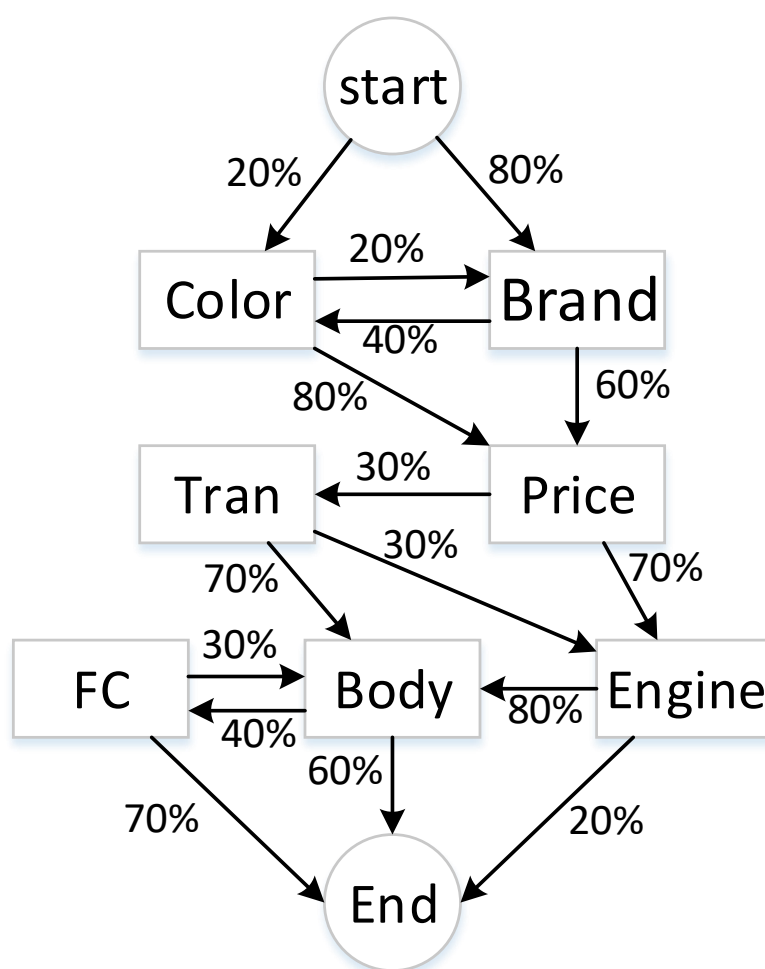 start
20%
80%
Color
20%
Brand
40%
80%
60%
Tran
30%
Price
30%
70%
70%
FC
30%
Body
Engine
40%
80%
60%
70%
20%
End